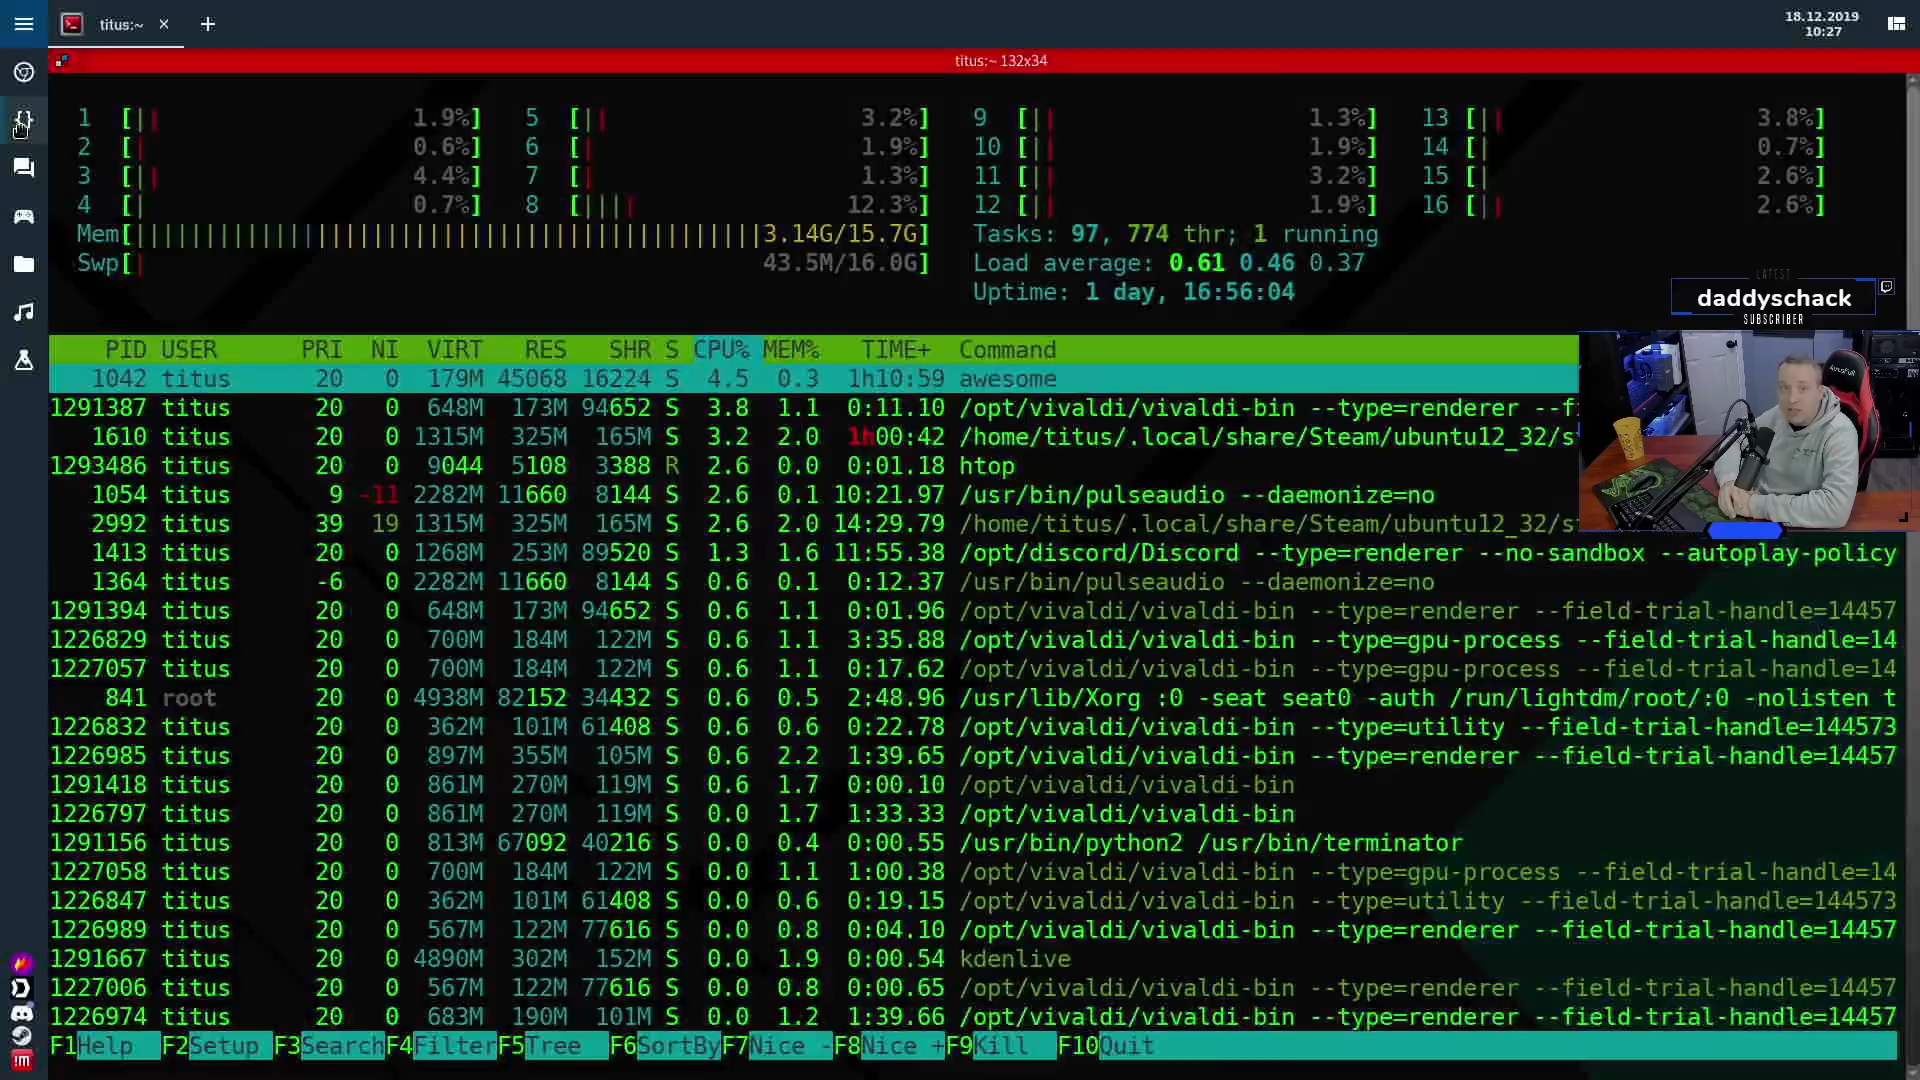 titus:~ × +
18.12.2019
10:27
titus:~ 132x34
1 [|| 1.9%] 5 [|| 3.2%] 9 [|| 1.3%] 13 [|| 3.8%]
2 [| 0.6%] 6 [| 1.9%] 10 [|| 1.9%] 14 [| 0.7%]
3 [|| 4.4%] 7 [| 1.3%] 11 [|| 3.2%] 15 [| 2.6%]
4 [| 0.7%] 8 [|||| 12.3%] 12 [|| 1.9%] 16 [|| 2.6%]
Mem[|||||||||||||||||||||||||||||||||||||||||||||3.14G/15.7G] Tasks: 97, 774 thr; 1 running
Swp[| 43.5M/16.0G] Load average: 0.61 0.46 0.37
Uptime: 1 day, 16:56:04
LATEST
daddyschack
SUBSCRIBER
PID USER PRI NI VIRT RES SHR S CPU% MEM% TIME+ Command
1042 titus 20 0 179M 45068 16224 S 4.5 0.3 1h10:59 awesome
1291387 titus 20 0 648M 173M 94652 S 3.8 1.1 0:11.10 /opt/vivaldi/vivaldi-bin --type=renderer --fi
1610 titus 20 0 1315M 325M 165M S 3.2 2.0 1h00:42 /home/titus/.local/share/Steam/ubuntu12_32/st
1293486 titus 20 0 9044 5108 3388 R 2.6 0.0 0:01.18 htop
1054 titus 9 -11 2282M 11660 8144 S 2.6 0.1 10:21.97 /usr/bin/pulseaudio --daemonize=no
2992 titus 39 19 1315M 325M 165M S 2.6 2.0 14:29.79 /home/titus/.local/share/Steam/ubuntu12_32/st
1413 titus 20 0 1268M 253M 89520 S 1.3 1.6 11:55.38 /opt/discord/Discord --type=renderer --no-sandbox --autoplay-policy
1364 titus -6 0 2282M 11660 8144 S 0.6 0.1 0:12.37 /usr/bin/pulseaudio --daemonize=no
1291394 titus 20 0 648M 173M 94652 S 0.6 1.1 0:01.96 /opt/vivaldi/vivaldi-bin --type=renderer --field-trial-handle=14457
1226829 titus 20 0 700M 184M 122M S 0.6 1.1 3:35.88 /opt/vivaldi/vivaldi-bin --type=gpu-process --field-trial-handle=14
1227057 titus 20 0 700M 184M 122M S 0.6 1.1 0:17.62 /opt/vivaldi/vivaldi-bin --type=gpu-process --field-trial-handle=14
841 root 20 0 4938M 82152 34432 S 0.6 0.5 2:48.96 /usr/lib/Xorg :0 -seat seat0 -auth /run/lightdm/root/:0 -nolisten t
1226832 titus 20 0 362M 101M 61408 S 0.6 0.6 0:22.78 /opt/vivaldi/vivaldi-bin --type=utility --field-trial-handle=144573
1226985 titus 20 0 897M 355M 105M S 0.6 2.2 1:39.65 /opt/vivaldi/vivaldi-bin --type=renderer --field-trial-handle=14457
1291418 titus 20 0 861M 270M 119M S 0.6 1.7 0:00.10 /opt/vivaldi/vivaldi-bin
1226797 titus 20 0 861M 270M 119M S 0.0 1.7 1:33.33 /opt/vivaldi/vivaldi-bin
1291156 titus 20 0 813M 67092 40216 S 0.0 0.4 0:00.55 /usr/bin/python2 /usr/bin/terminator
1227058 titus 20 0 700M 184M 122M S 0.0 1.1 1:00.38 /opt/vivaldi/vivaldi-bin --type=gpu-process --field-trial-handle=14
1226847 titus 20 0 362M 101M 61408 S 0.0 0.6 0:19.15 /opt/vivaldi/vivaldi-bin --type=utility --field-trial-handle=144573
1226989 titus 20 0 567M 122M 77616 S 0.0 0.8 0:04.10 /opt/vivaldi/vivaldi-bin --type=renderer --field-trial-handle=14457
1291667 titus 20 0 4890M 302M 152M S 0.0 1.9 0:00.54 kdenlive
1227006 titus 20 0 567M 122M 77616 S 0.0 0.8 0:00.65 /opt/vivaldi/vivaldi-bin --type=renderer --field-trial-handle=14457
1226974 titus 20 0 683M 190M 101M S 0.0 1.2 1:39.66 /opt/vivaldi/vivaldi-bin --type=renderer --field-trial-handle=14457
F1Help F2Setup F3SearchF4FilterF5Tree F6SortByF7Nice -F8Nice +F9Kill F10Quit